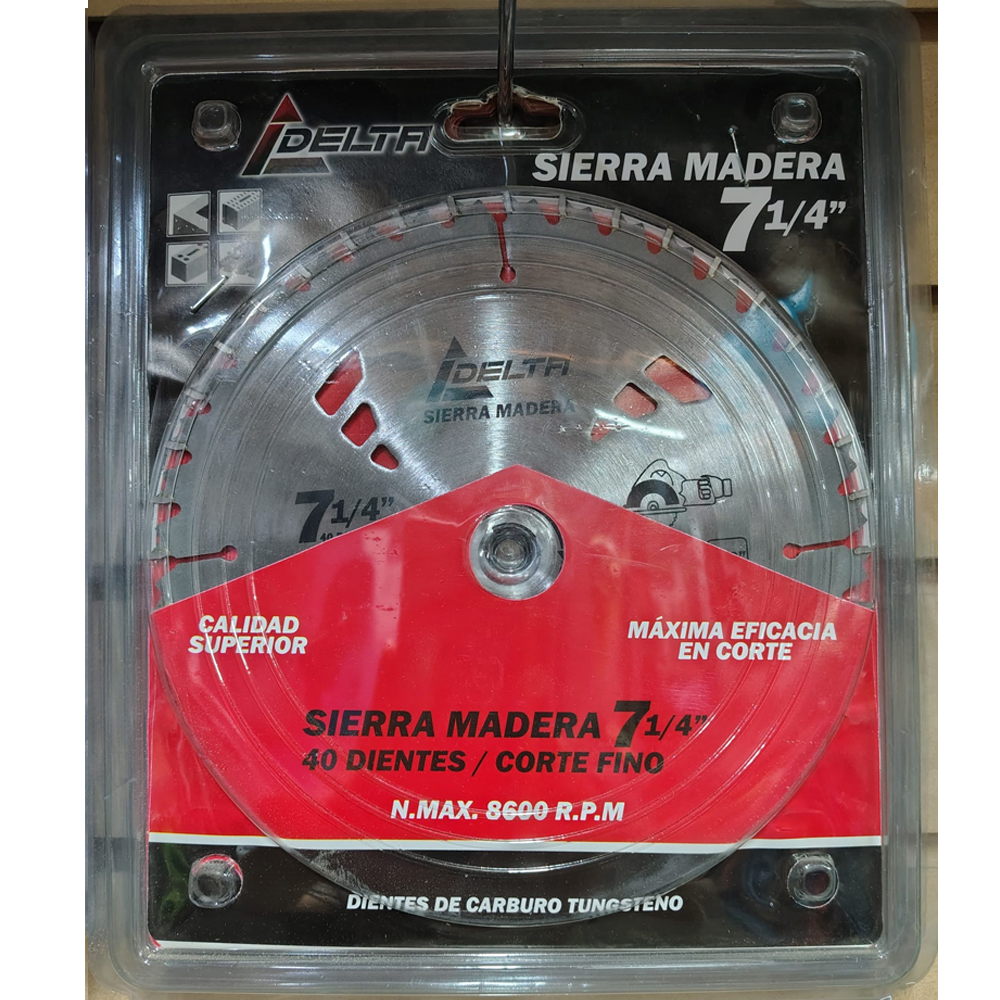 DELTA
SIERRA MADERA
7 1/4”
DELTA
SIERRA MADERA
7 1/4”
CALIDAD
SUPERIOR
MÁXIMA EFICACIA
EN CORTE
SIERRA MADERA 7 1/4”
40 DIENTES / CORTE FINO
N.MAX. 8600 R.P.M
DIENTES DE CARBURO TUNGSTENO